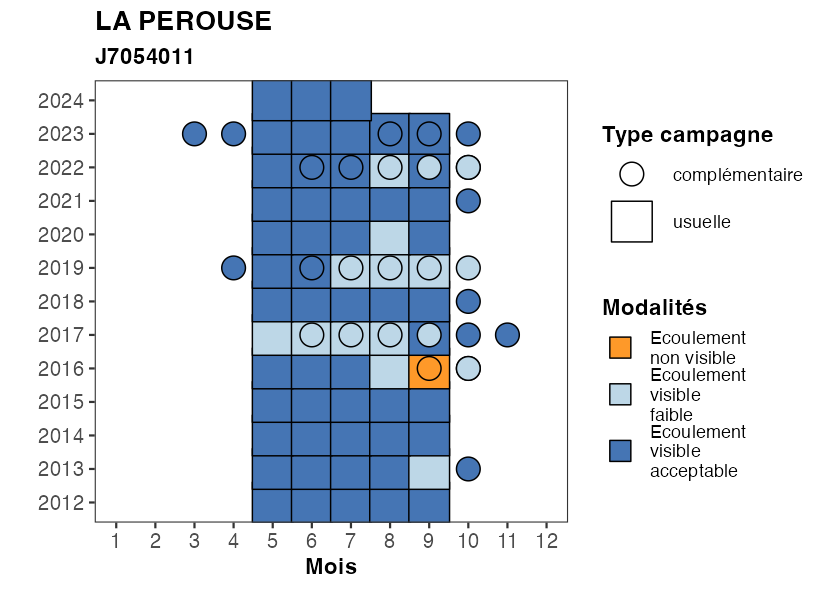 LA PEROUSE
J7054011
2024
2023
2022
2021
2020
2019
2018
2017
2016
2015
2014
2013
2012
1 2 3 4 5 6 7 8 9 10 11 12
Mois
Type campagne
complémentaire
usuelle
Modalités
Ecoulement
non visible
Ecoulement
visible
faible
Ecoulement
visible
acceptable